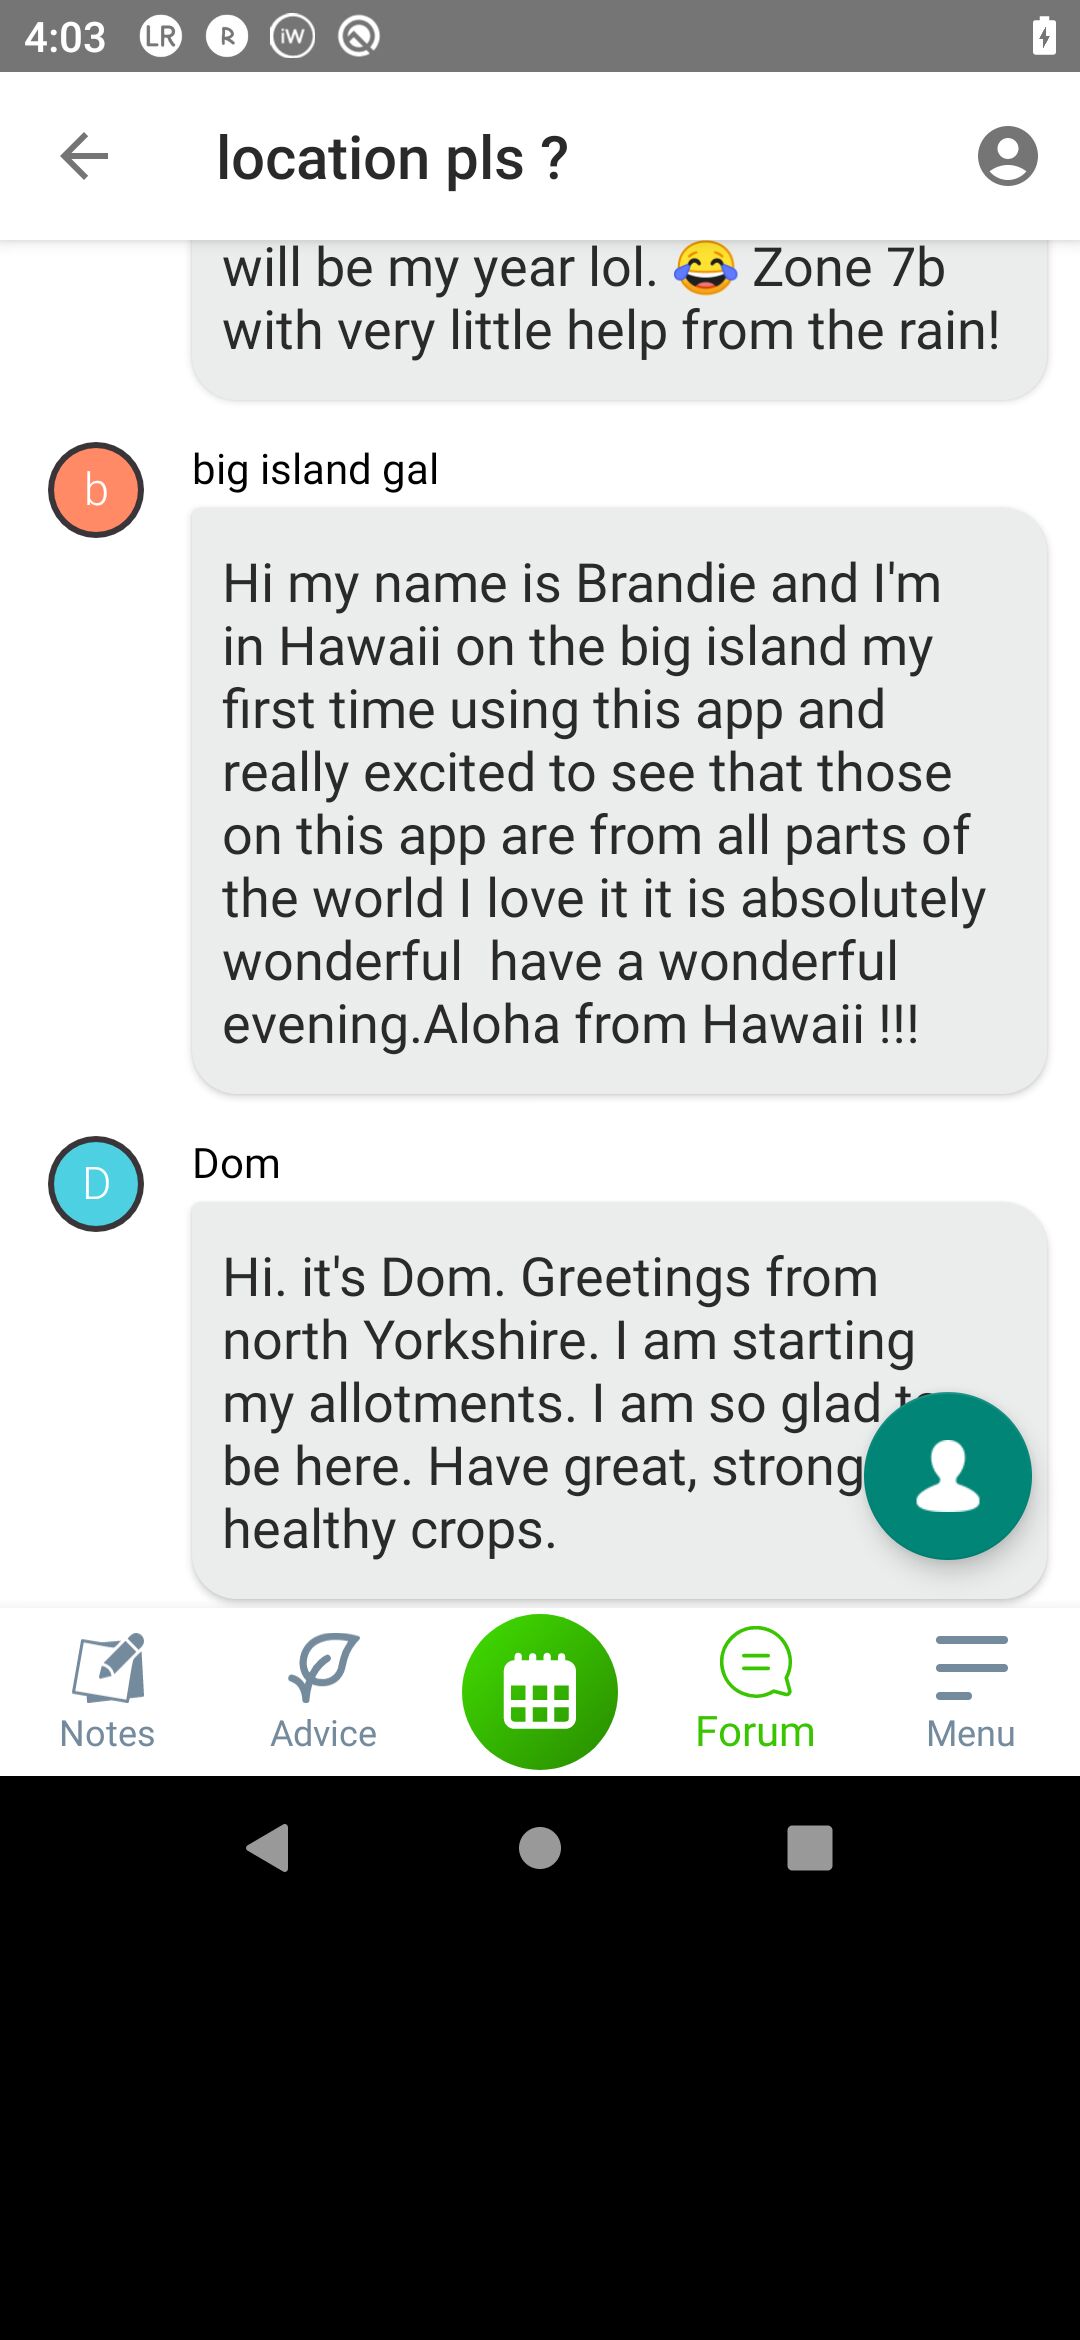 4:03
LR R iW
location pls ?
will be my year lol. 😂 Zone 7b
with very little help from the rain!
b
big island gal
Hi my name is Brandie and I'm
in Hawaii on the big island my
first time using this app and
really excited to see that those
on this app are from all parts of
the world I love it it is absolutely
wonderful  have a wonderful
evening.Aloha from Hawaii !!!
D
Dom
Hi. it's Dom. Greetings from
north Yorkshire. I am starting
my allotments. I am so glad
be here. Have great, strong
healthy crops.
Notes
Advice
Forum
Menu